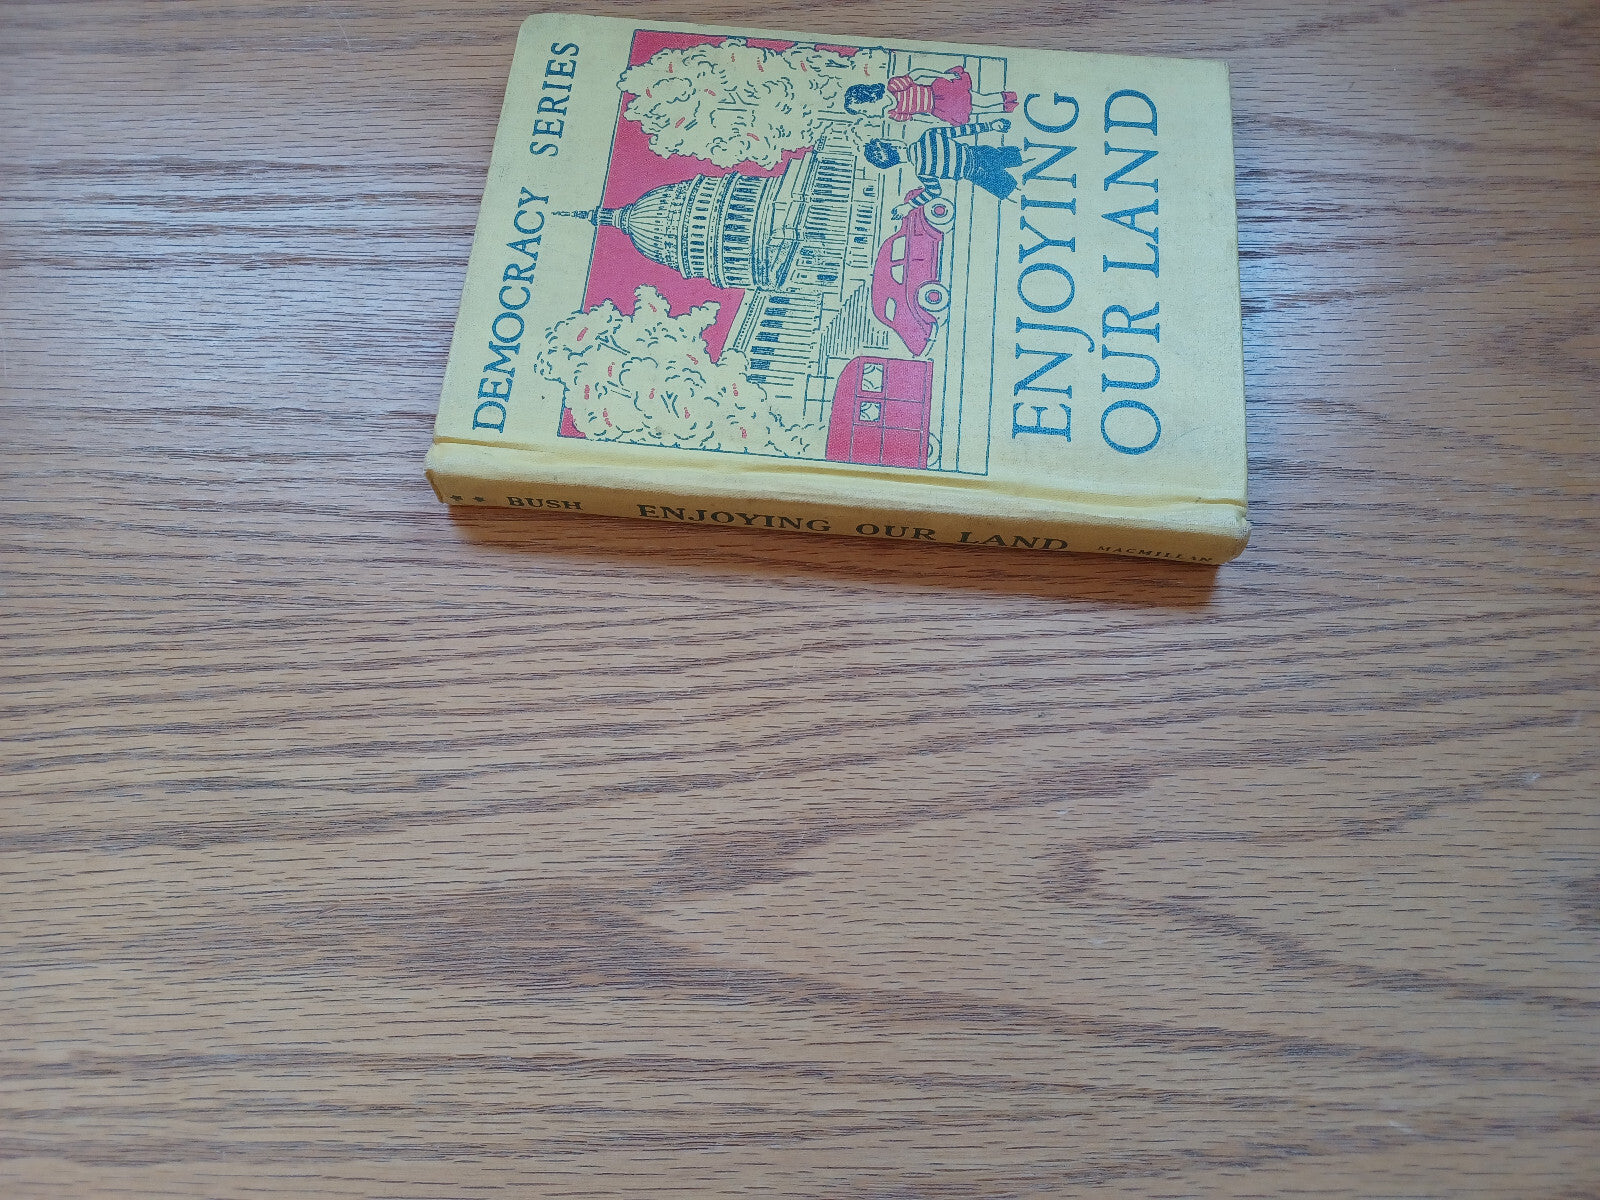 DEMOCRACY SERIES
ENJOYING
OUR LAND
** BUSH ENJOYING OUR LAND MACMILLAN